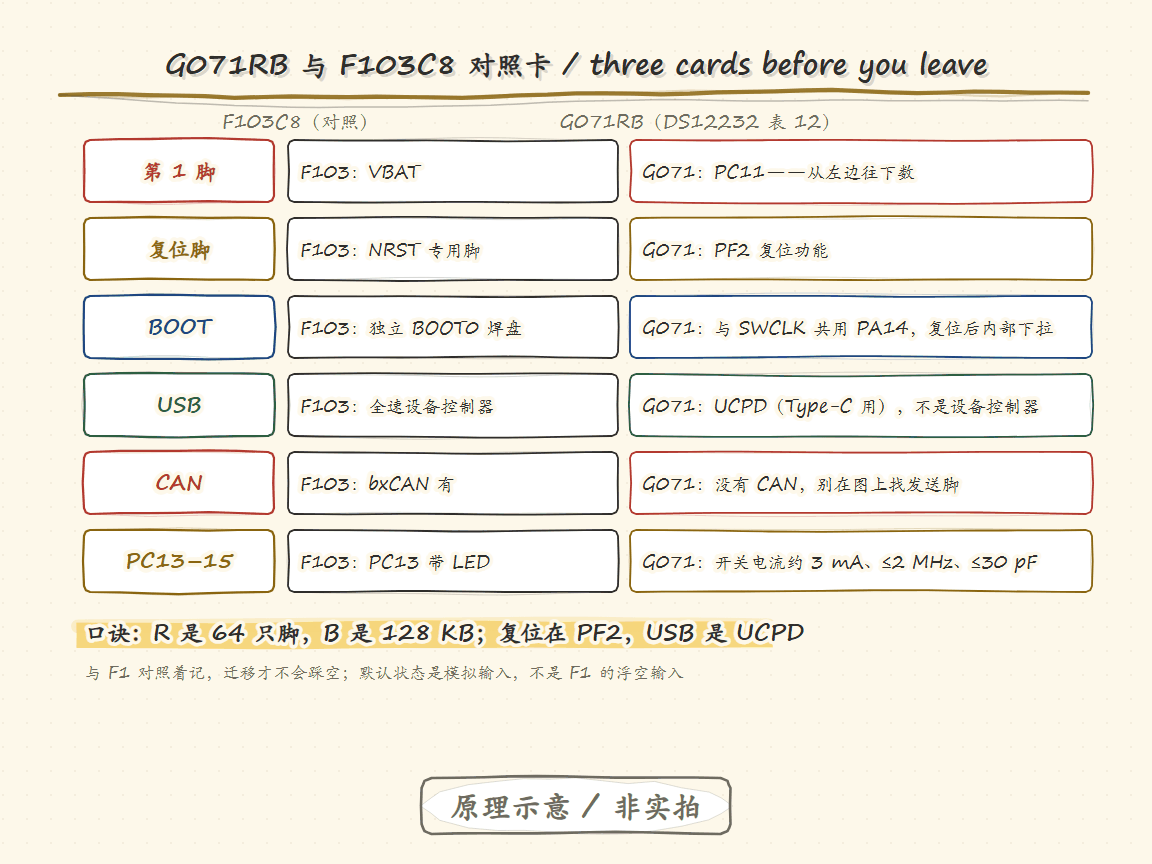 G071RB 与 F103C8 对照卡 / three cards before you leave
F103C8（对照）
G071RB（DS12232 表 12）
第 1 脚
F103：VBAT
G071：PC11——从左边往下数
复位脚
F103：NRST 专用脚
G071：PF2 复位功能
BOOT
F103：独立 BOOT0 焊盘
G071：与 SWCLK 共用 PA14，复位后内部下拉
USB
F103：全速设备控制器
G071：UCPD（Type-C 用），不是设备控制器
CAN
F103：bxCAN 有
G071：没有 CAN，别在图上找发送脚
PC13–15
F103：PC13 带 LED
G071：开关电流约 3 mA、≤2 MHz、≤30 pF
口诀：R 是 64 只脚，B 是 128 KB；复位在 PF2，USB 是 UCPD
与 F1 对照着记，迁移才不会踩空；默认状态是模拟输入，不是 F1 的浮空输入
原理示意 / 非实拍